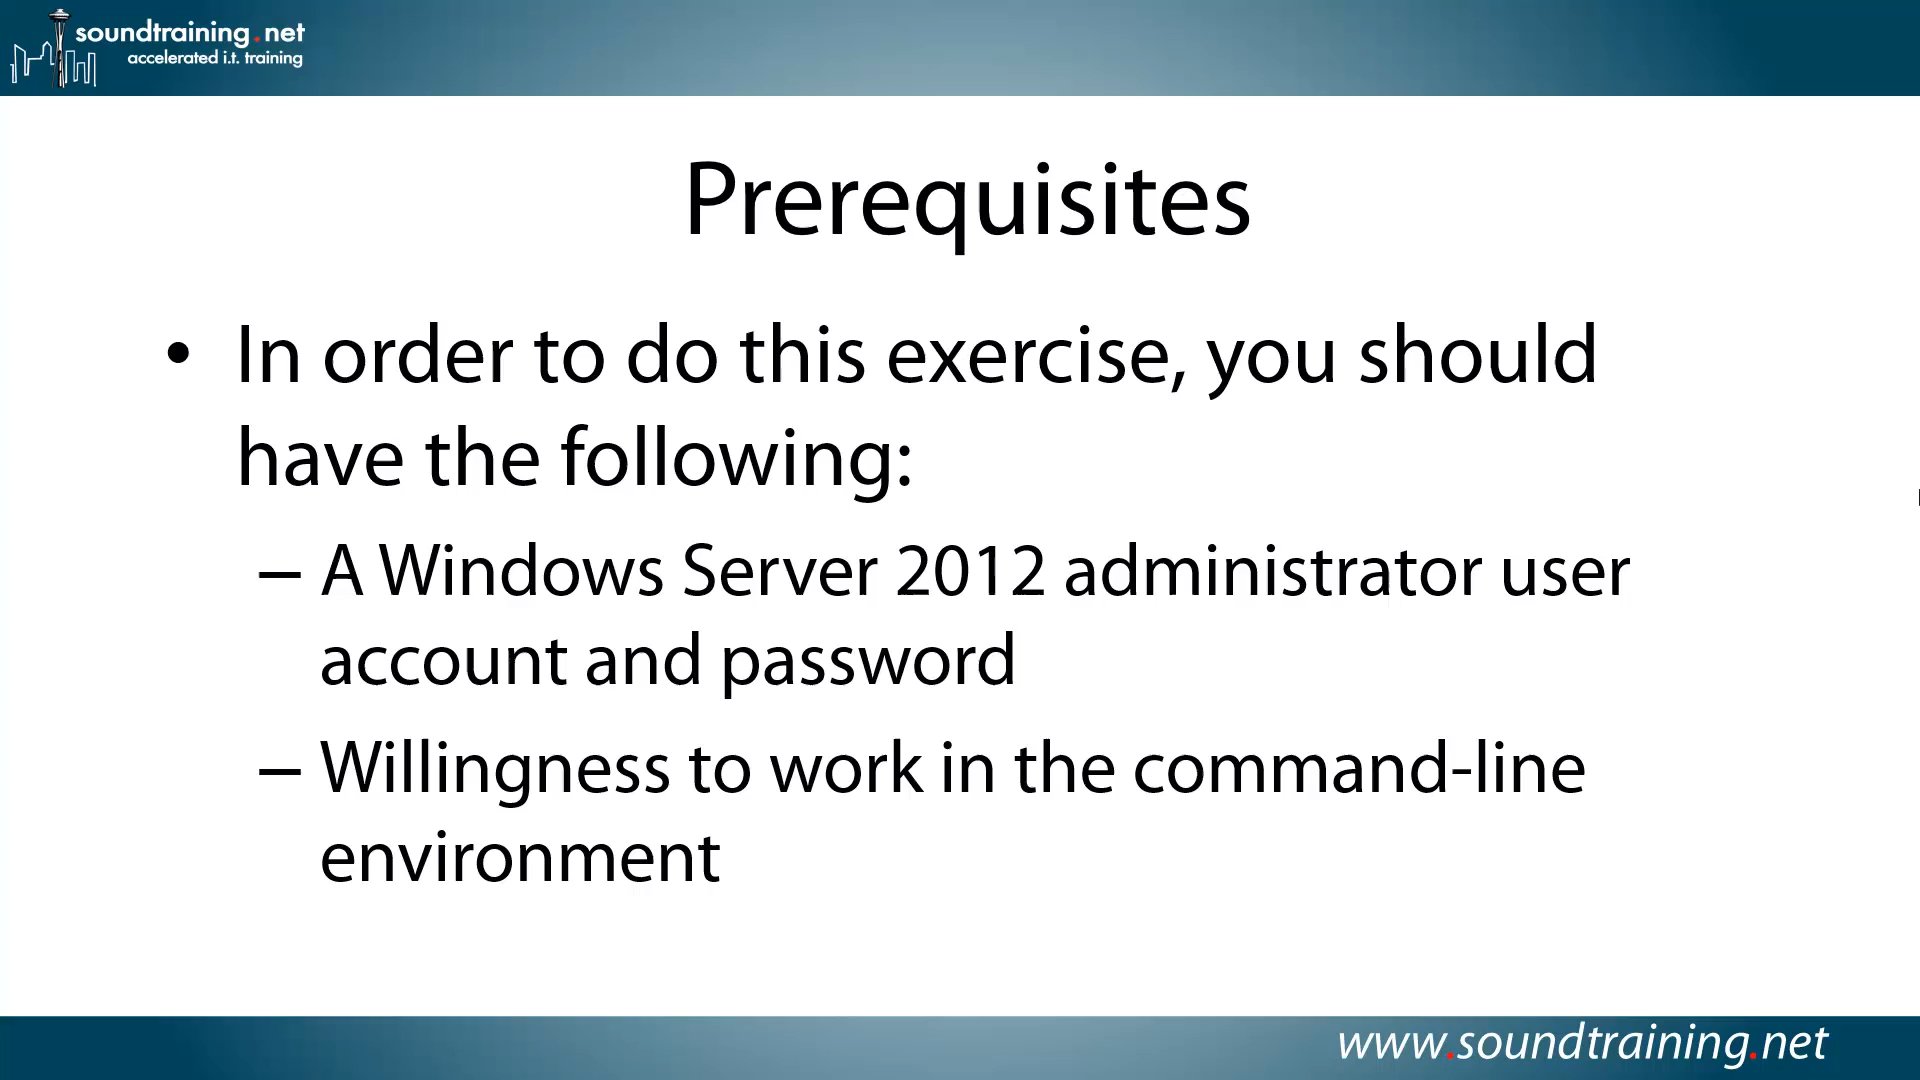 soundtraining.net
accelerated i.t. training
Prerequisites
• In order to do this exercise, you should
have the following:
– A Windows Server 2012 administrator user
account and password
– Willingness to work in the command-line
environment
www.soundtraining.net